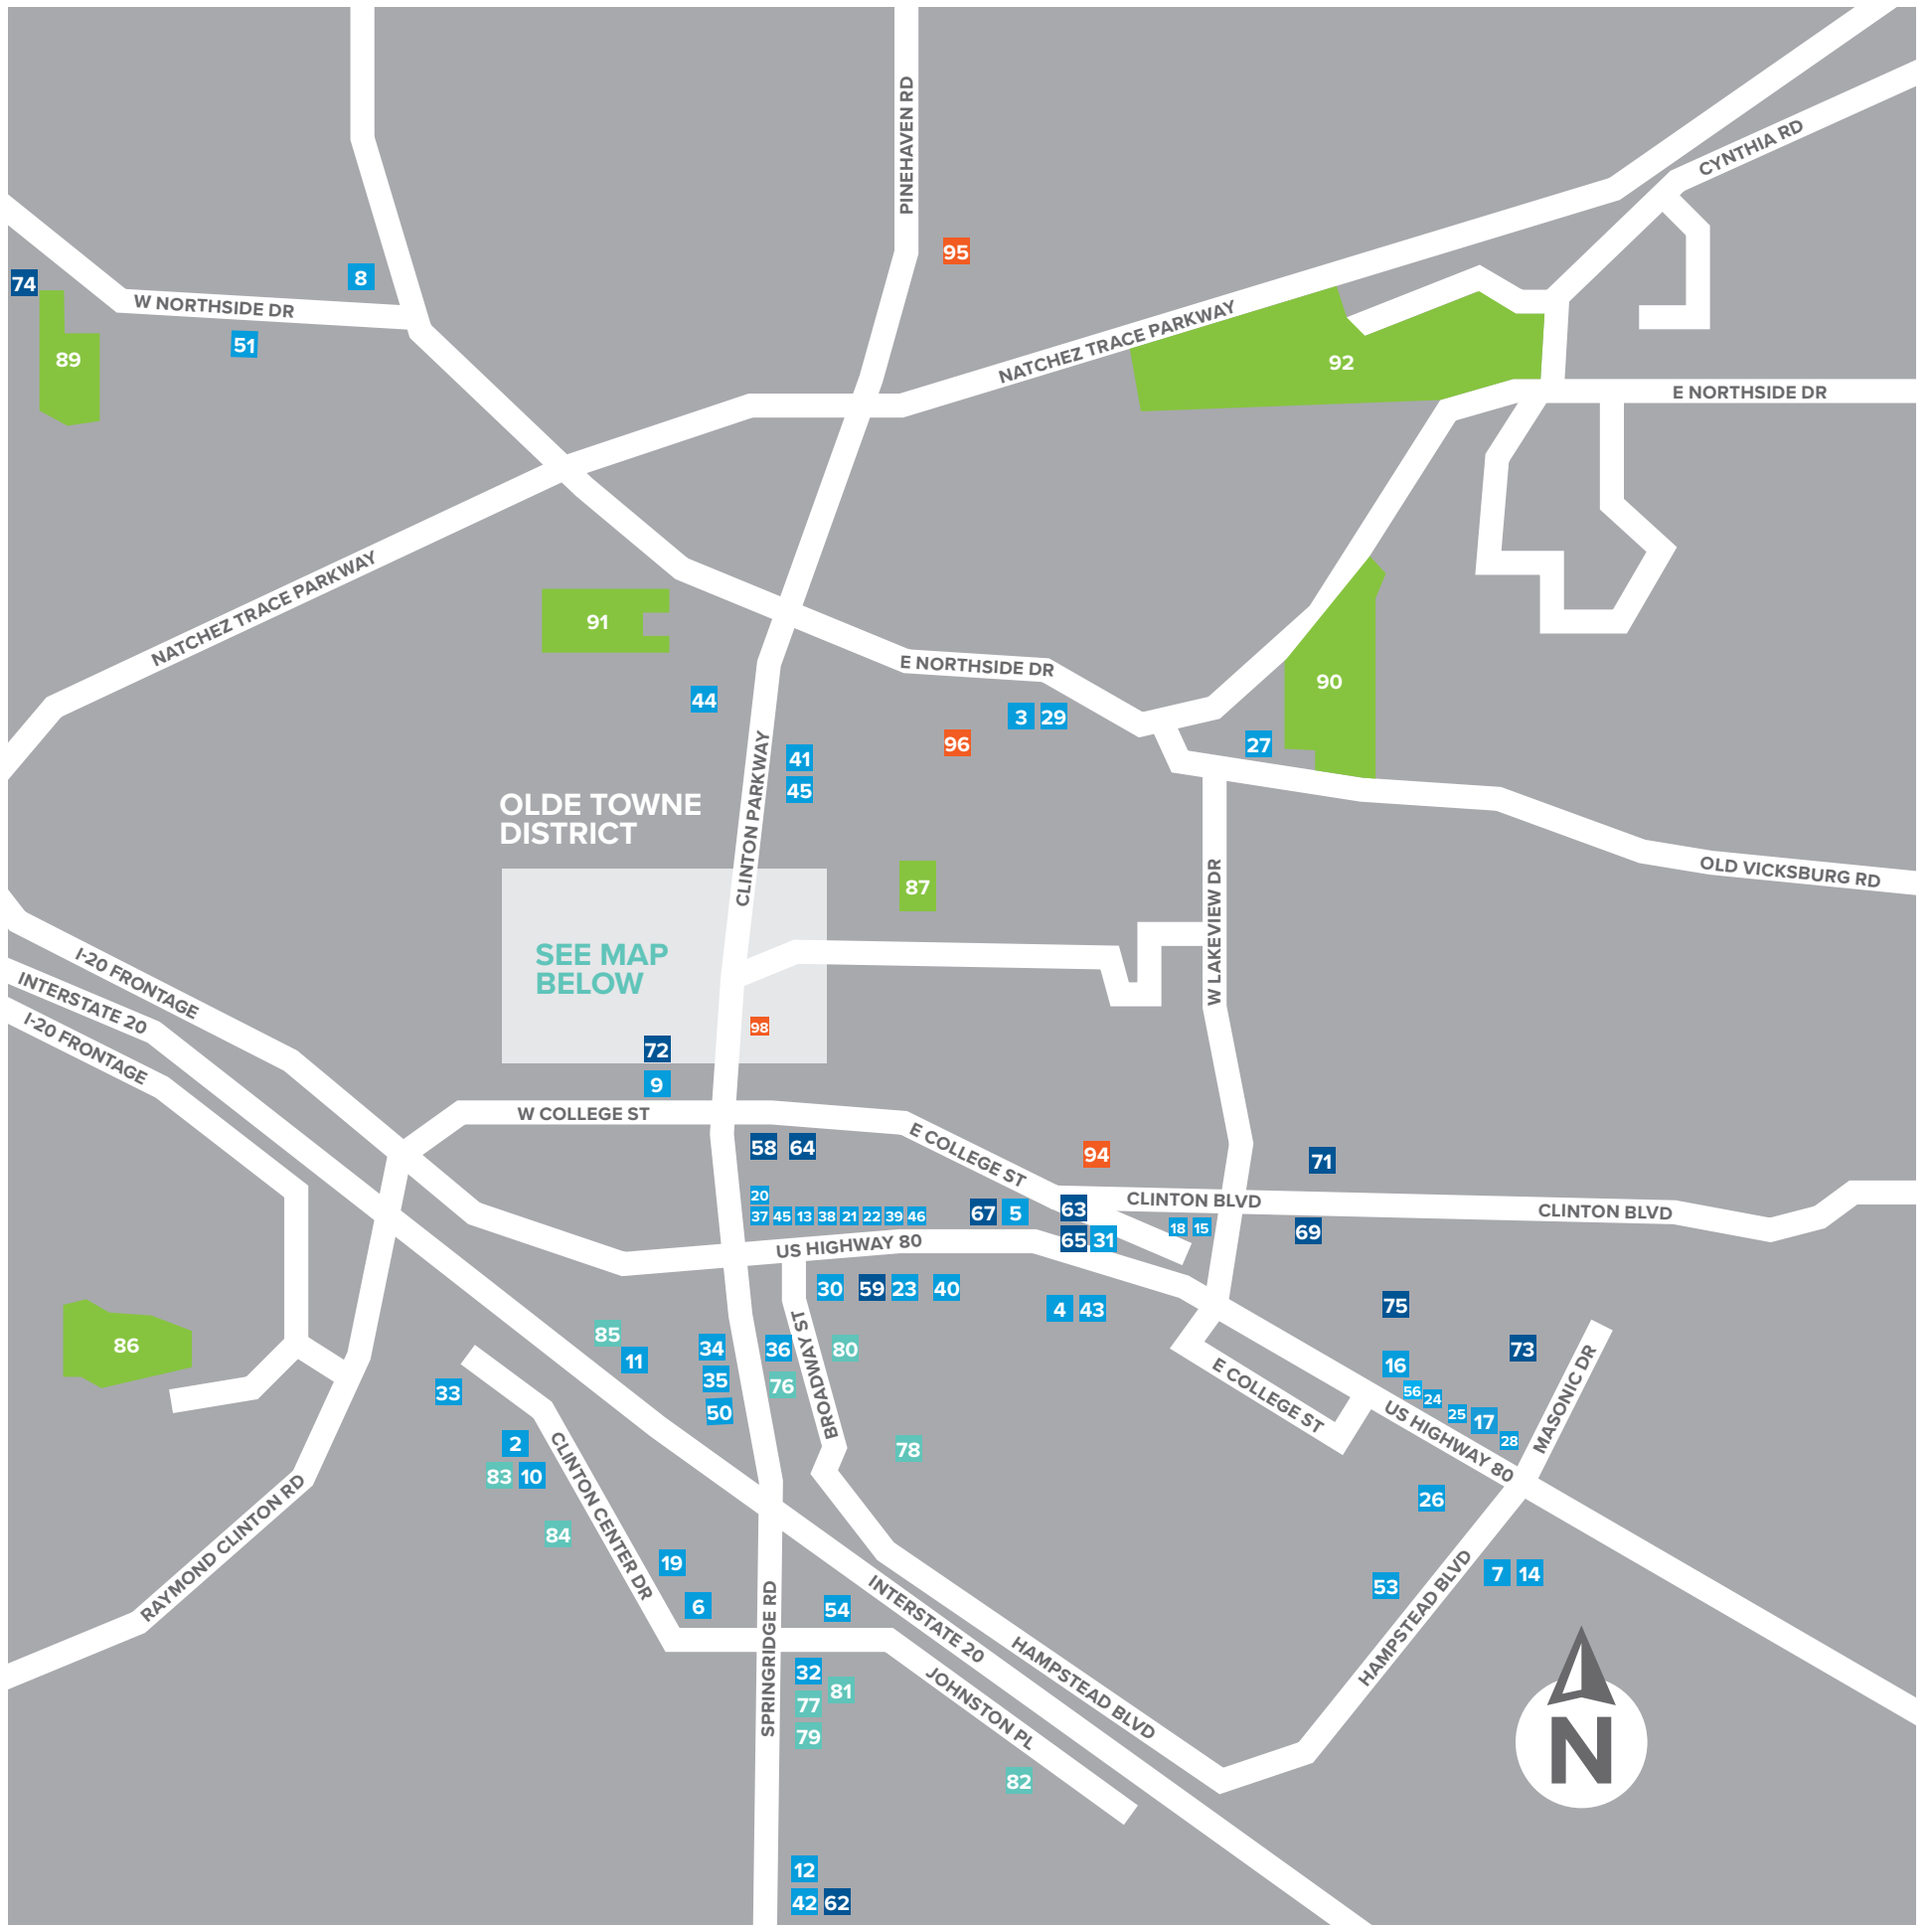 PINEHAVEN RD
CYNTHIA RD
95
8
74
W NORTHSIDE DR
NATCHEZ TRACE PARKWAY
51
89
92
E NORTHSIDE DR
NATCHEZ TRACE PARKWAY
91
E NORTHSIDE DR
90
44
3 29
96
27
41
45
CLINTON PARKWAY
OLDE TOWNE
DISTRICT
87
OLD VICKSBURG RD
W LAKEVIEW DR
SEE MAP
BELOW
I-20 FRONTAGE
INTERSTATE 20
I-20 FRONTAGE
98
72
9
W COLLEGE ST
E COLLEGE ST
58 64
94
71
20
37 45 13 38 21 22 39 46
67 5
63
CLINTON BLVD
CLINTON BLVD
65 31
18 15
69
US HIGHWAY 80
30 59 23 40
4 43
75
86
85
11
34
36
80
73
35
76
BROADWAY ST
16
33
50
E COLLEGE ST
56
24
25
17
28
US HIGHWAY 80
MASONIC DR
2
83 10
CLINTON CENTER DR
78
26
84
RAYMOND CLINTON RD
19
6
54
INTERSTATE 20
53
7 14
HAMPSTEAD BLVD
SPRINGRIDGE RD
32
81
77
79
JOHNSTON PL
HAMPSTEAD BLVD
82
N
12
42 62